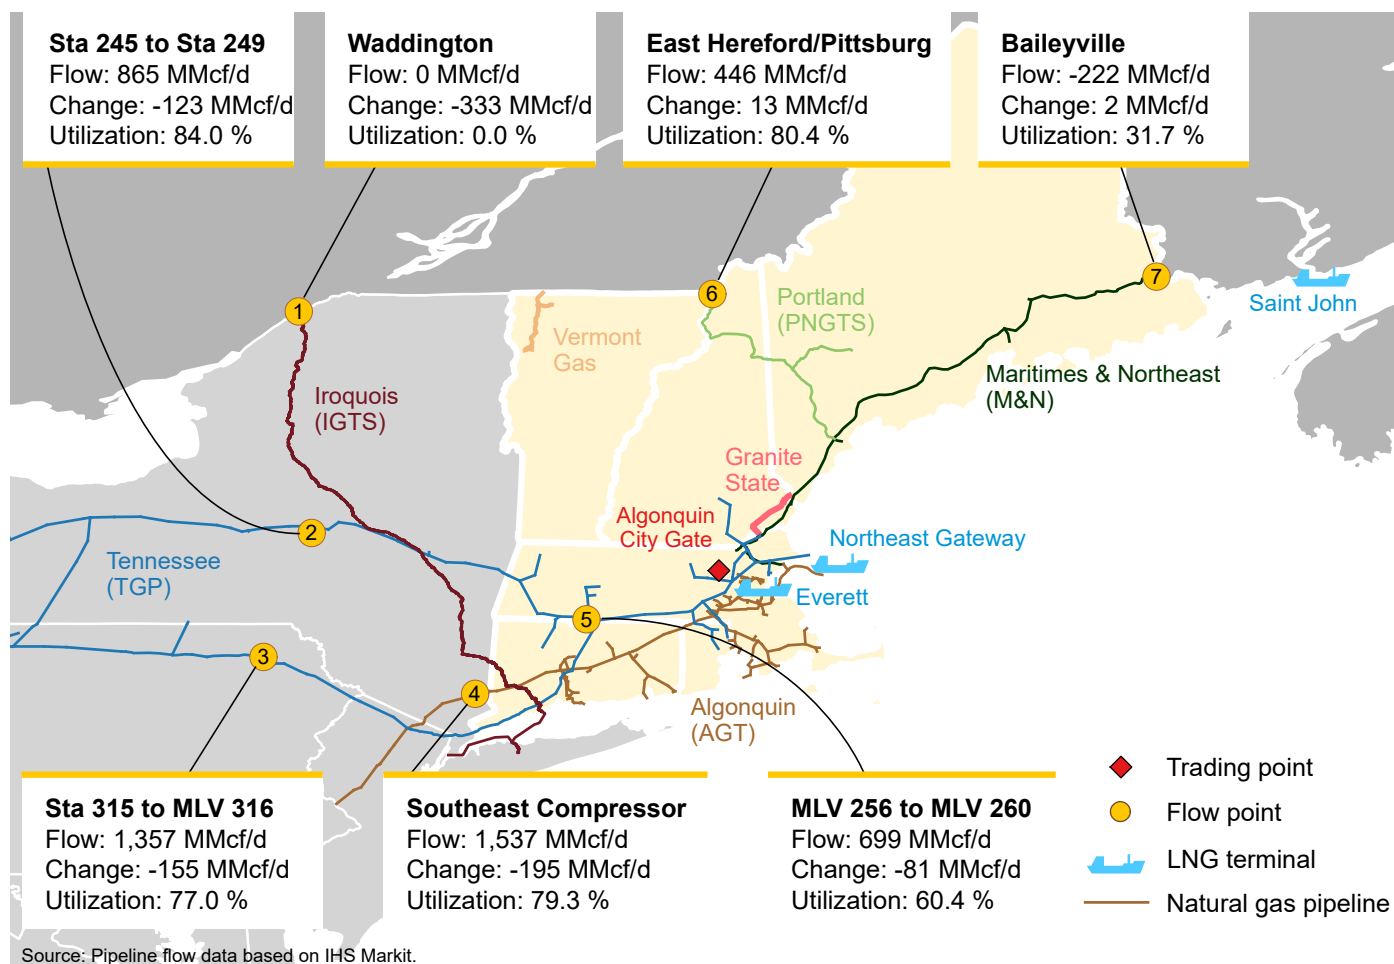 Sta 245 to Sta 249
Flow: 865 MMcf/d
Change: -123 MMcf/d
Utilization: 84.0 %
Waddington
Flow: 0 MMcf/d
Change: -333 MMcf/d
Utilization: 0.0 %
East Hereford/Pittsburg
Flow: 446 MMcf/d
Change: 13 MMcf/d
Utilization: 80.4 %
Baileyville
Flow: -222 MMcf/d
Change: 2 MMcf/d
Utilization: 31.7 %
1
6
7
Saint John
Portland
(PNGTS)
Vermont
Gas
Maritimes & Northeast
(M&N)
Iroquois
(IGTS)
Granite
State
Algonquin
City Gate
2
Northeast Gateway
Tennessee
(TGP)
Everett
5
3
4
Algonquin
(AGT)
Sta 315 to MLV 316
Flow: 1,357 MMcf/d
Change: -155 MMcf/d
Utilization: 77.0 %
Southeast Compressor
Flow: 1,537 MMcf/d
Change: -195 MMcf/d
Utilization: 79.3 %
MLV 256 to MLV 260
Flow: 699 MMcf/d
Change: -81 MMcf/d
Utilization: 60.4 %
Trading point
Flow point
LNG terminal
Natural gas pipeline
Source: Pipeline flow data based on IHS Markit.